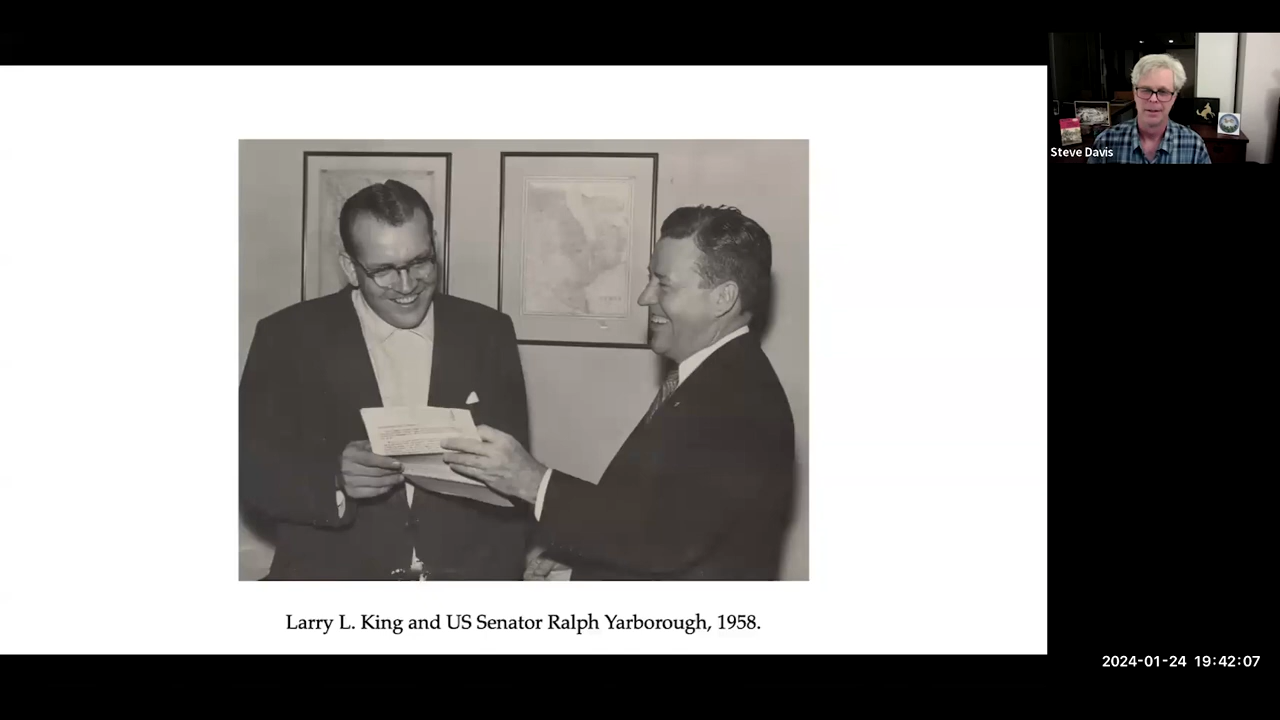 Steve Davis
Larry L. King and US Senator Ralph Yarborough, 1958.
2024-01-24 19:42:07